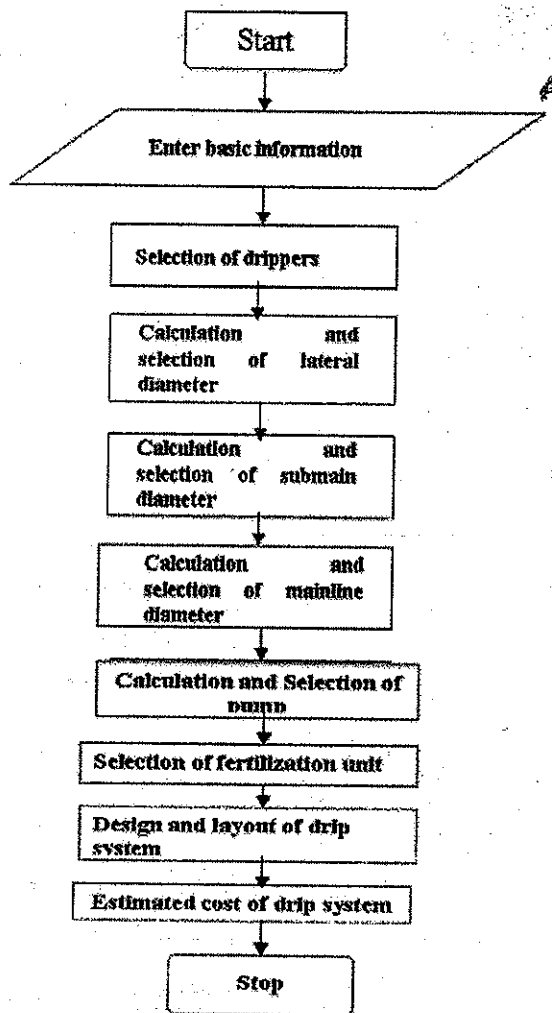 Start
Enter basic information
Selection of drippers
Calculation and
selection of lateral
diameter
Calculation and
selection of submain
diameter
Calculation and
selection of mainline
diameter
Calculation and Selection of
pump
Selection of fertilization unit
Design and layout of drip
system
Estimated cost of drip system
Stop